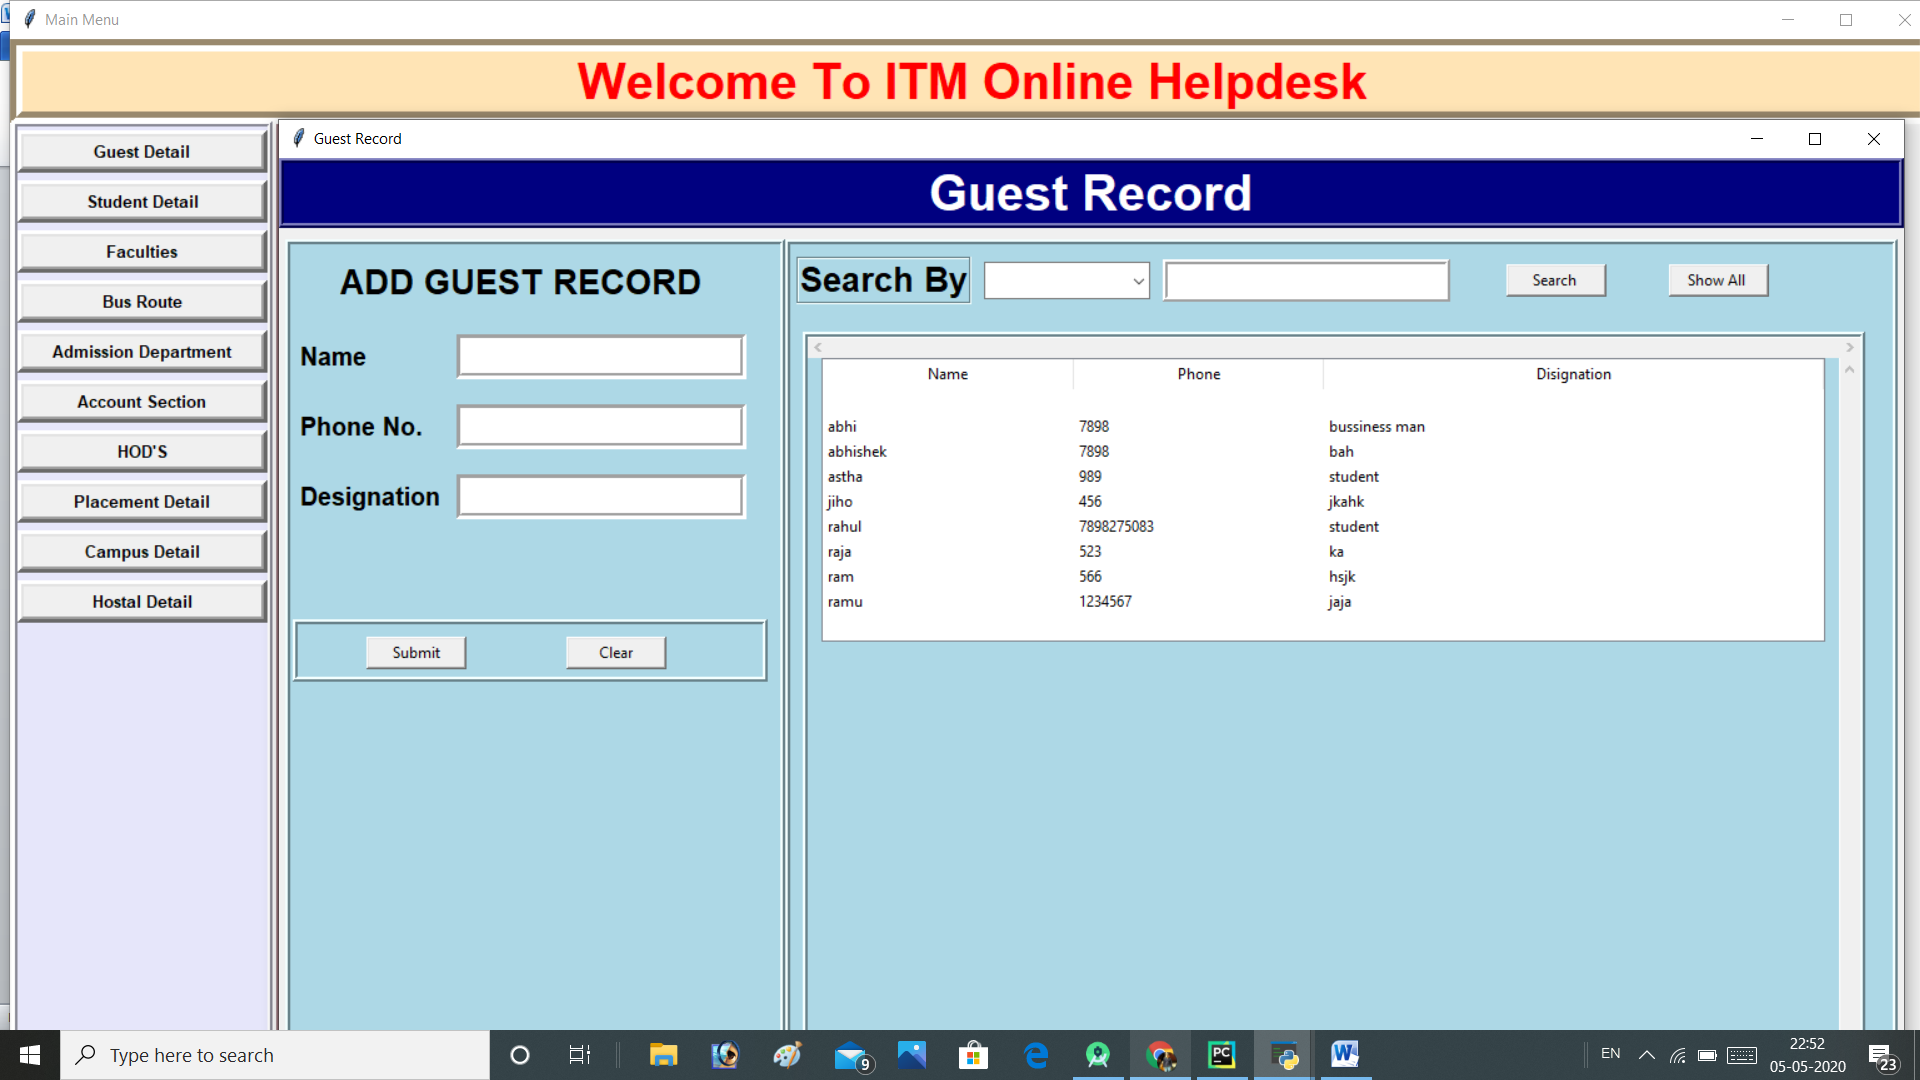 Main Menu
Welcome To ITM Online Helpdesk
Guest Detail
Student Detail
Faculties
Bus Route
Admission Department
Account Section
HOD'S
Placement Detail
Campus Detail
Hostal Detail
Guest Record
Guest Record
ADD GUEST RECORD
Name
Phone No.
Designation
Submit Clear
Search By Search Show All
Name Phone Disignation
abhi 7898 bussiness man
abhishek 7898 bah
astha 989 student
jiho 456 jkahk
rahul 7898275083 student
raja 523 ka
ram 566 hsjk
ramu 1234567 jaja
Type here to search
9
PC
W
EN
22:52
05-05-2020
23